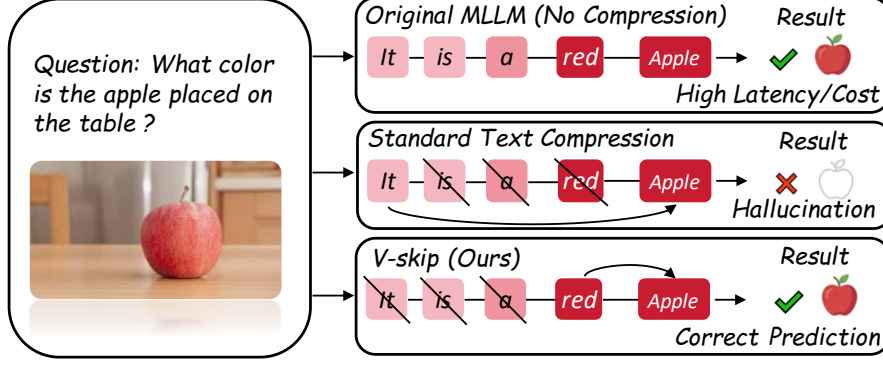 Question: What color
is the apple placed on
the table ?
Original MLLM (No Compression)
Result
It is a red Apple
High Latency/Cost
Standard Text Compression
Result
It is a red Apple
Hallucination
V-skip (Ours)
Result
It is a red Apple
Correct Prediction